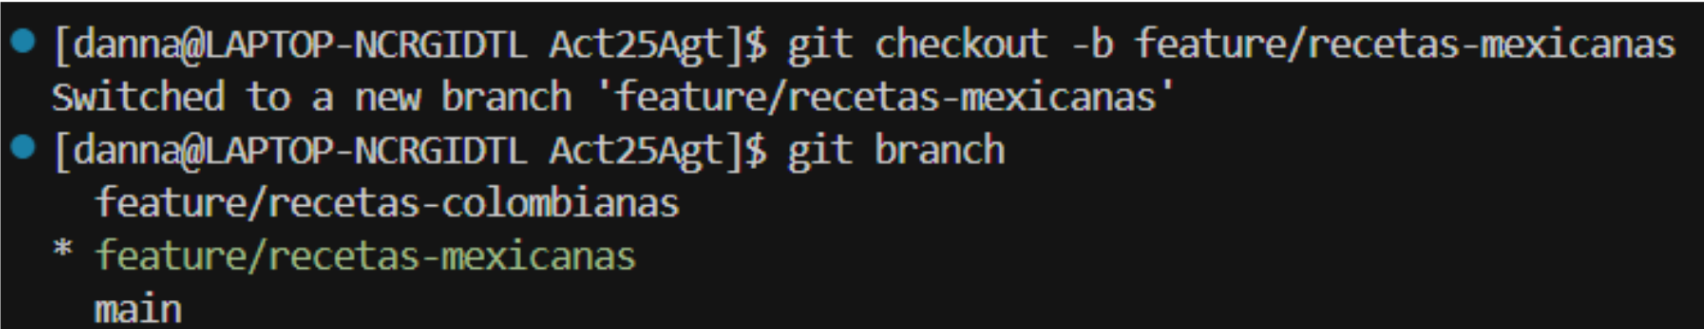 [danna@LAPTOP-NCRGIDTL Act25Agt]$ git checkout -b feature/recetas-mexicanas
Switched to a new branch 'feature/recetas-mexicanas'
[danna@LAPTOP-NCRGIDTL Act25Agt]$ git branch
  feature/recetas-colombianas
* feature/recetas-mexicanas
  main